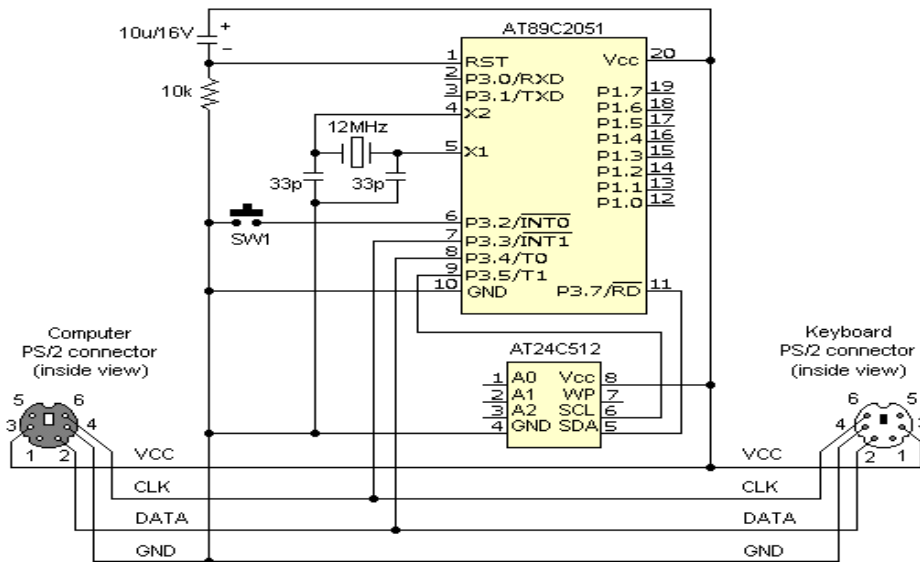 AT89C2051
10u/16V
+
−
10k
1 RST
2 P3.0/RXD
3 P3.1/TXD
4 X2
5 X1
6 P3.2/INT0
7 P3.3/INT1
8 P3.4/T0
9 P3.5/T1
10 GND
Vcc 20
P1.7 19
P1.6 18
P1.5 17
P1.4 16
P1.3 15
P1.2 14
P1.1 13
P1.0 12
P3.7/RD 11
12MHz
33p
33p
SW1
AT24C512
1 A0
2 A1
3 A2
4 GND
Vcc 8
WP 7
SCL 6
SDA 5
Computer
PS/2 connector
(inside view)
5 6
3 4
1 2
Keyboard
PS/2 connector
(inside view)
6 5
4 3
2 1
VCC VCC
CLK CLK
DATA DATA
GND GND